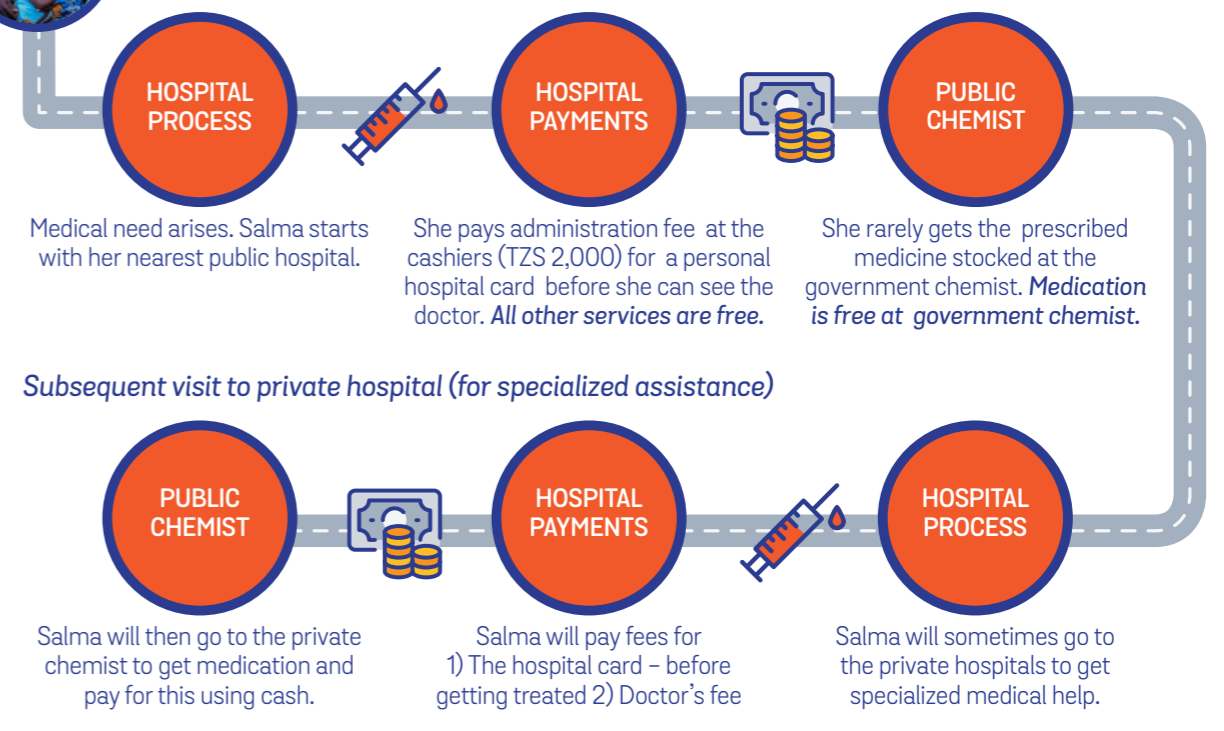 HOSPITAL
PROCESS
HOSPITAL
PAYMENTS
PUBLIC
CHEMIST
Medical need arises. Salma starts
with her nearest public hospital.
She pays administration fee at the
cashiers (TZS 2,000) for a personal
hospital card before she can see the
doctor. All other services are free.
She rarely gets the prescribed
medicine stocked at the
government chemist. Medication
is free at government chemist.
Subsequent visit to private hospital (for specialized assistance)
PUBLIC
CHEMIST
HOSPITAL
PAYMENTS
HOSPITAL
PROCESS
Salma will then go to the private
chemist to get medication and
pay for this using cash.
Salma will pay fees for
1) The hospital card – before
getting treated 2) Doctor's fee
Salma will sometimes go to
the private hospitals to get
specialized medical help.